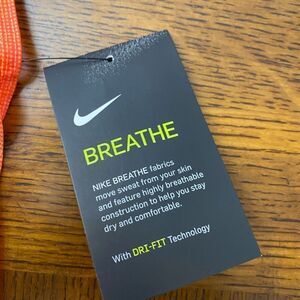 BREATHE
NIKE BREATHE fabrics
move sweat from your skin
and feature highly breathable
construction to help you stay
dry and comfortable.
With DRI-FIT Technology